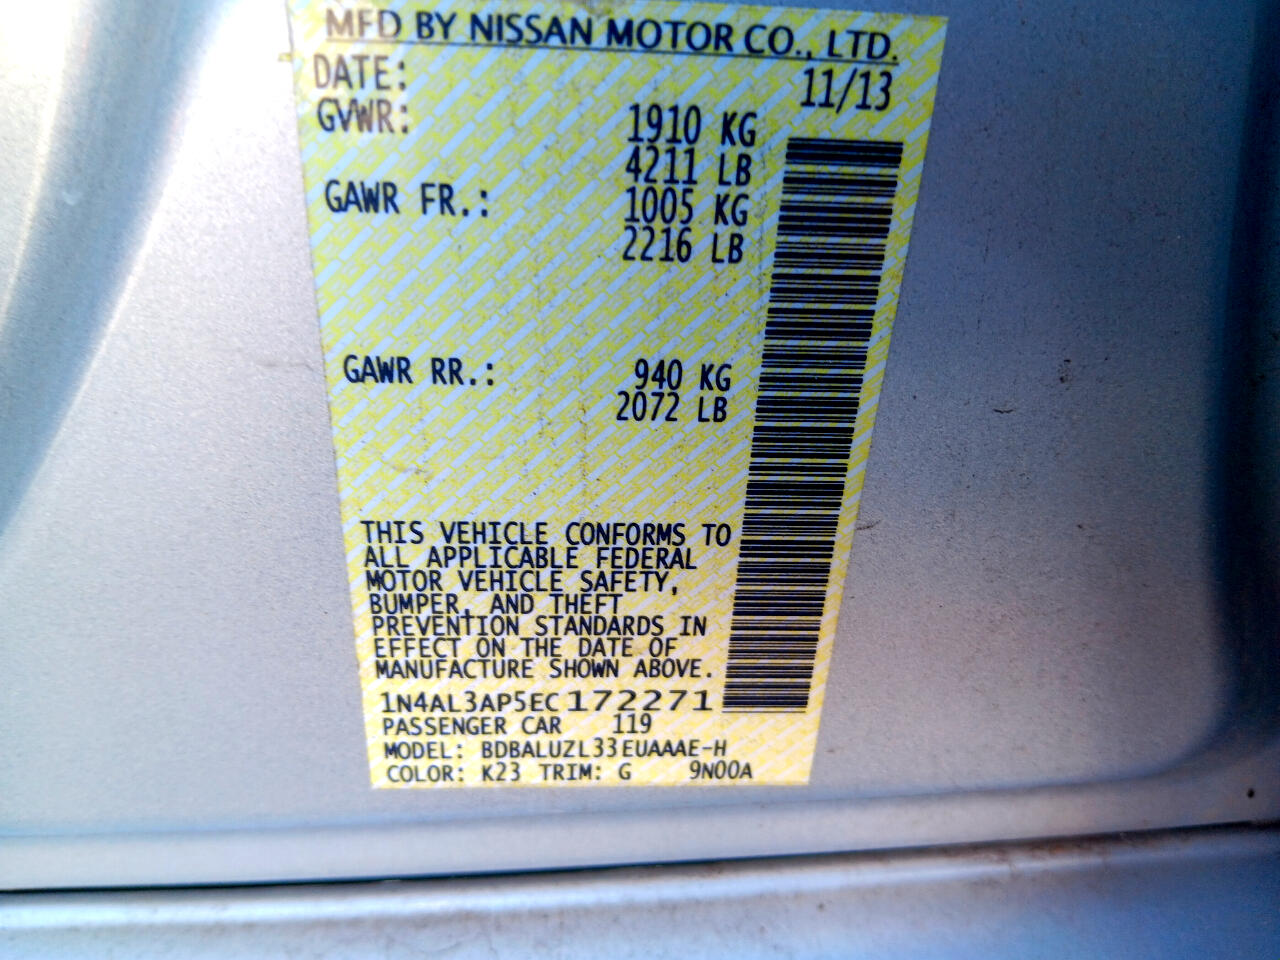 MFD BY NISSAN MOTOR CO., LTD.
DATE: 11/13
GVWR: 1910 KG
4211 LB
GAWR FR.: 1005 KG
2216 LB
GAWR RR.: 940 KG
2072 LB
THIS VEHICLE CONFORMS TO
ALL APPLICABLE FEDERAL
MOTOR VEHICLE SAFETY,
BUMPER, AND THEFT
PREVENTION STANDARDS IN
EFFECT ON THE DATE OF
MANUFACTURE SHOWN ABOVE.
1N4AL3AP5EC172271
PASSENGER CAR 119
MODEL: BDBALUZL33EUAAAE-H
COLOR: K23 TRIM: G 9N00A